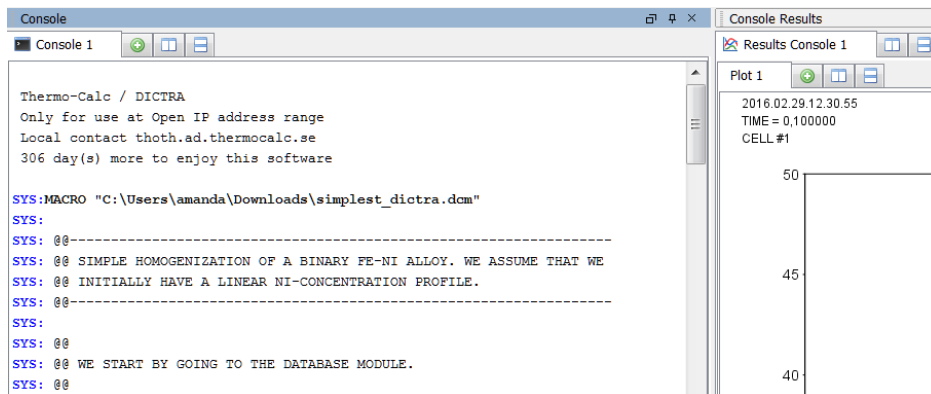 Console
Console 1
Thermo-Calc / DICTRA
Only for use at Open IP address range
Local contact thoth.ad.thermocalc.se
306 day(s) more to enjoy this software
SYS:MACRO "C:\Users\amanda\Downloads\simplest_dictra.dcm"
SYS:
SYS: @@------------------------------------------------------------------
SYS: @@ SIMPLE HOMOGENIZATION OF A BINARY FE-NI ALLOY. WE ASSUME THAT WE
SYS: @@ INITIALLY HAVE A LINEAR NI-CONCENTRATION PROFILE.
SYS: @@------------------------------------------------------------------
SYS:
SYS: @@
SYS: @@ WE START BY GOING TO THE DATABASE MODULE.
SYS: @@
Console Results
Results Console 1
Plot 1
2016.02.29.12.30.55
TIME = 0,100000
CELL #1
50
45
40